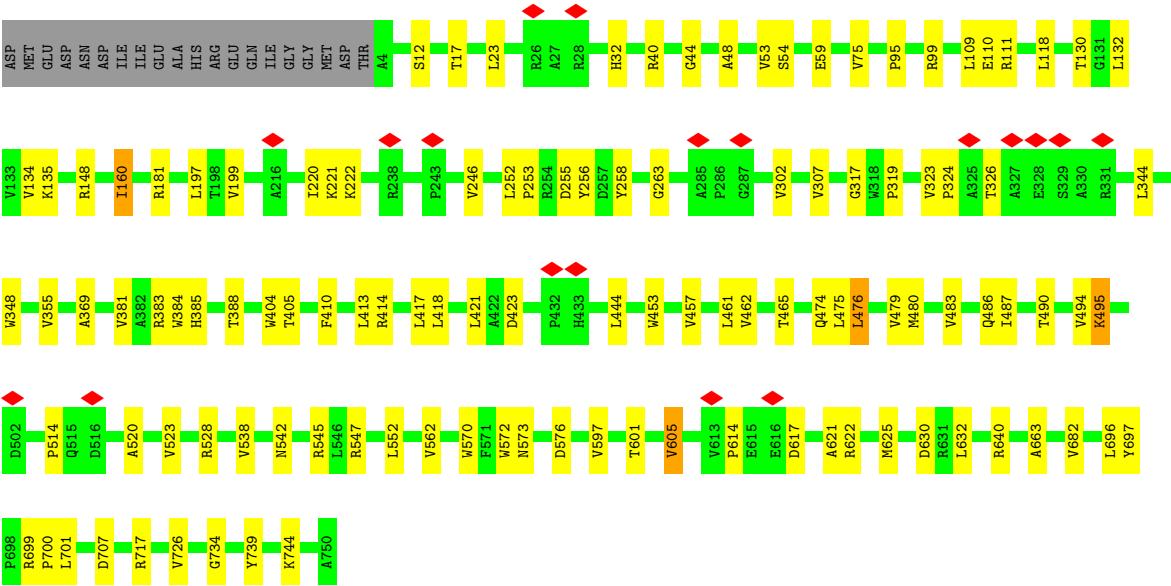 ASP MET GLU ASP ASN ASP ILE ILE GLU ALA HIS ARG GLU GLN ILE GLY GLY MET ASP THR A4 S12 T17 L23 R26 A27 R28 H32 R40 G44 A48 V53 S54 E59 V75 P95 R99 L109 E110 R111 L118 T130 G131 L132
V133 V134 K135 R148 I160 R181 L197 T198 V199 A216 I220 K221 K222 R238 P243 V246 L252 P253 R254 D255 Y256 D257 Y258 G263 A285 P286 G287 V302 V307 G317 W318 P319 V323 P324 A325 T326 A327 E328 S329 A330 R331 L344
W348 V355 A369 V381 A382 R383 W384 H385 T388 W404 T405 F410 L413 R414 L417 L418 L421 A422 D423 P432 H433 L444 W453 V457 L461 V462 T465 Q474 L475 L476 V479 M480 V483 Q486 I487 T490 V494 K495
D502 P514 Q515 D516 A520 V523 R528 V538 N542 R545 L546 R547 L552 V562 W570 F571 W572 N573 D576 V597 T601 V605 V613 P614 E615 E616 D617 A621 R622 M625 D630 R631 L632 R640 A663 V682 L696 Y697
P698 R699 P700 L701 D707 R717 V726 G734 Y739 K744 A750